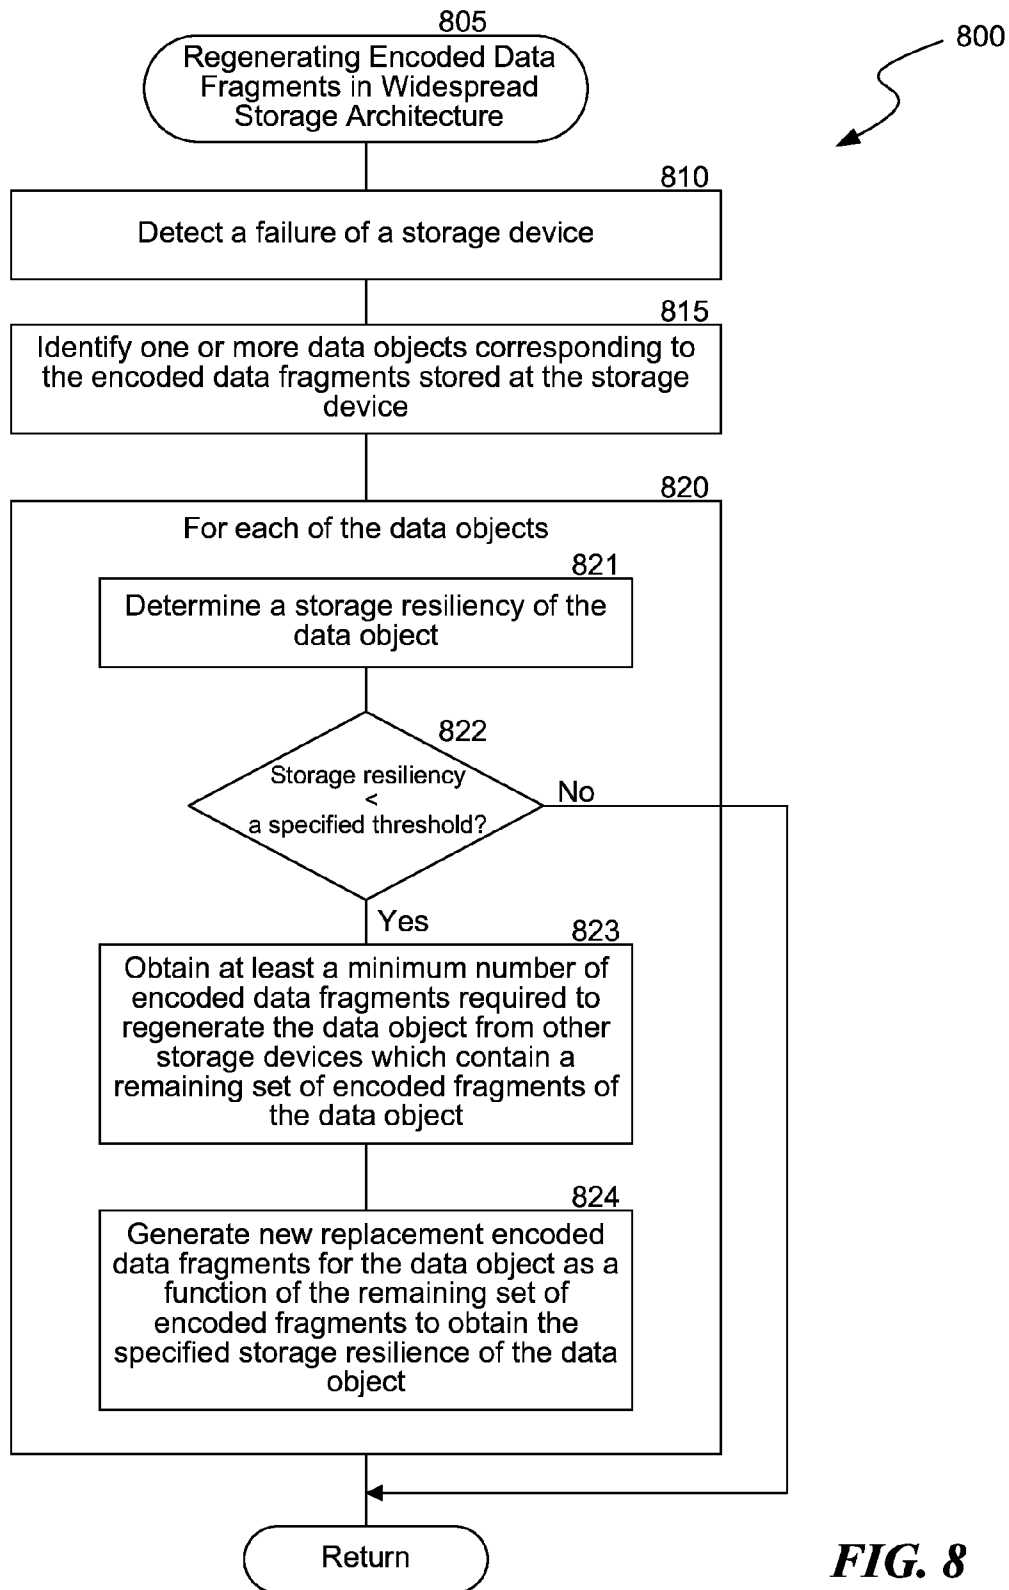 805
800
Regenerating Encoded Data
Fragments in Widespread
Storage Architecture
810
Detect a failure of a storage device
815
Identify one or more data objects corresponding to
the encoded data fragments stored at the storage
device
820
For each of the data objects
821
Determine a storage resiliency of the
data object
822
Storage resiliency
<
a specified threshold?
No
Yes
823
Obtain at least a minimum number of
encoded data fragments required to
regenerate the data object from other
storage devices which contain a
remaining set of encoded fragments of
the data object
824
Generate new replacement encoded
data fragments for the data object as a
function of the remaining set of
encoded fragments to obtain the
specified storage resilience of the data
object
Return
FIG. 8